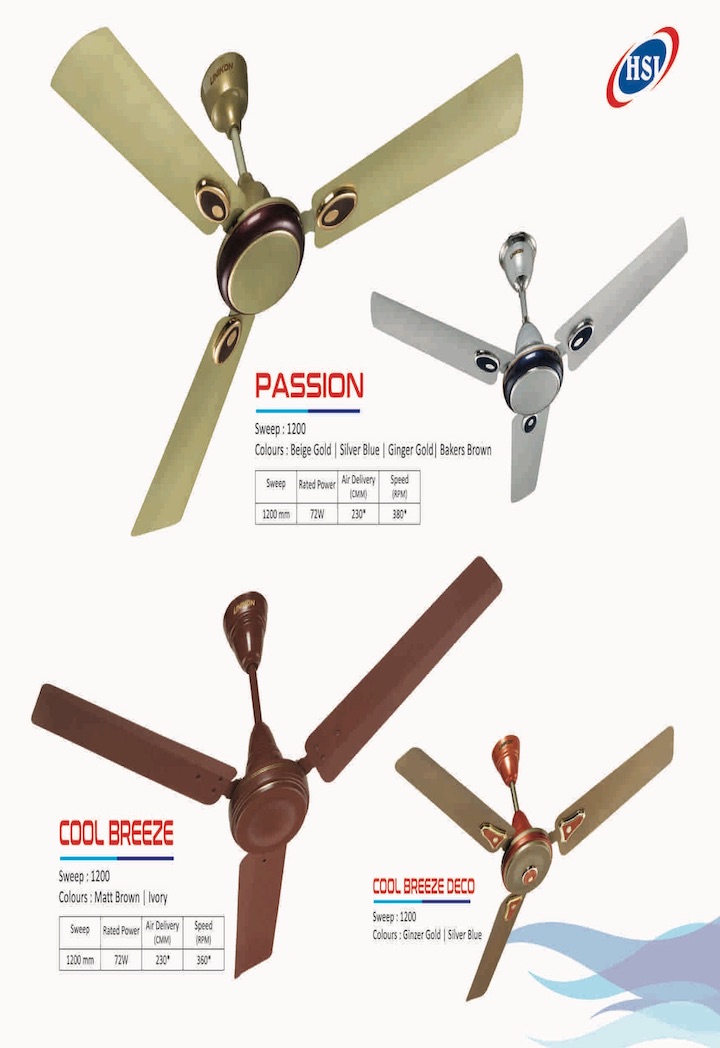 HSI
UNIKON
UNIKON
PASSION
Sweep : 1200
Colours : Beige Gold | Silver Blue | Ginger Gold| Bakers Brown
Sweep Rated Power Air Delivery (CMM) Speed (RPM)
1200 mm 72W 230* 380*
UNIKON
COOL BREEZE
Sweep : 1200
Colours : Matt Brown | Ivory
Sweep Rated Power Air Delivery (CMM) Speed (RPM)
1200 mm 72W 230* 360*
COOL BREEZE DECO
Sweep : 1200
Colours : Ginzer Gold | Silver Blue